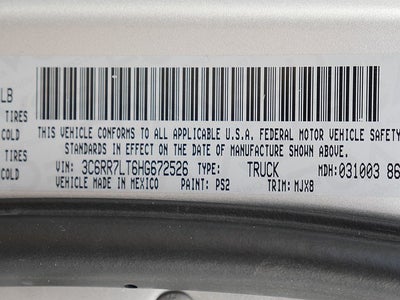 LB
TIRES
COLD
TIRES
COLD
THIS VEHICLE CONFORMS TO ALL APPLICABLE U.S.A. FEDERAL MOTOR VEHICLE SAFETY
STANDARDS IN EFFECT ON THE DATE OF MANUFACTURE SHOWN ABOVE.
VIN: 3C6RR7LT6HG672526 TYPE: TRUCK MDH:031003 86
VEHICLE MADE IN MEXICO PAINT: PS2 TRIM: MJX8